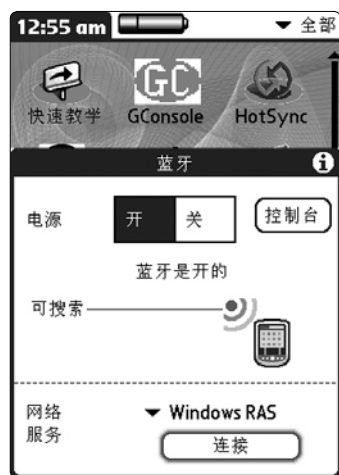 12:55 am
全部
快速教学
GConsole
HotSync
蓝牙
电源
开
关
控制台
蓝牙是开的
可搜索
网络
服务
Windows RAS
连接